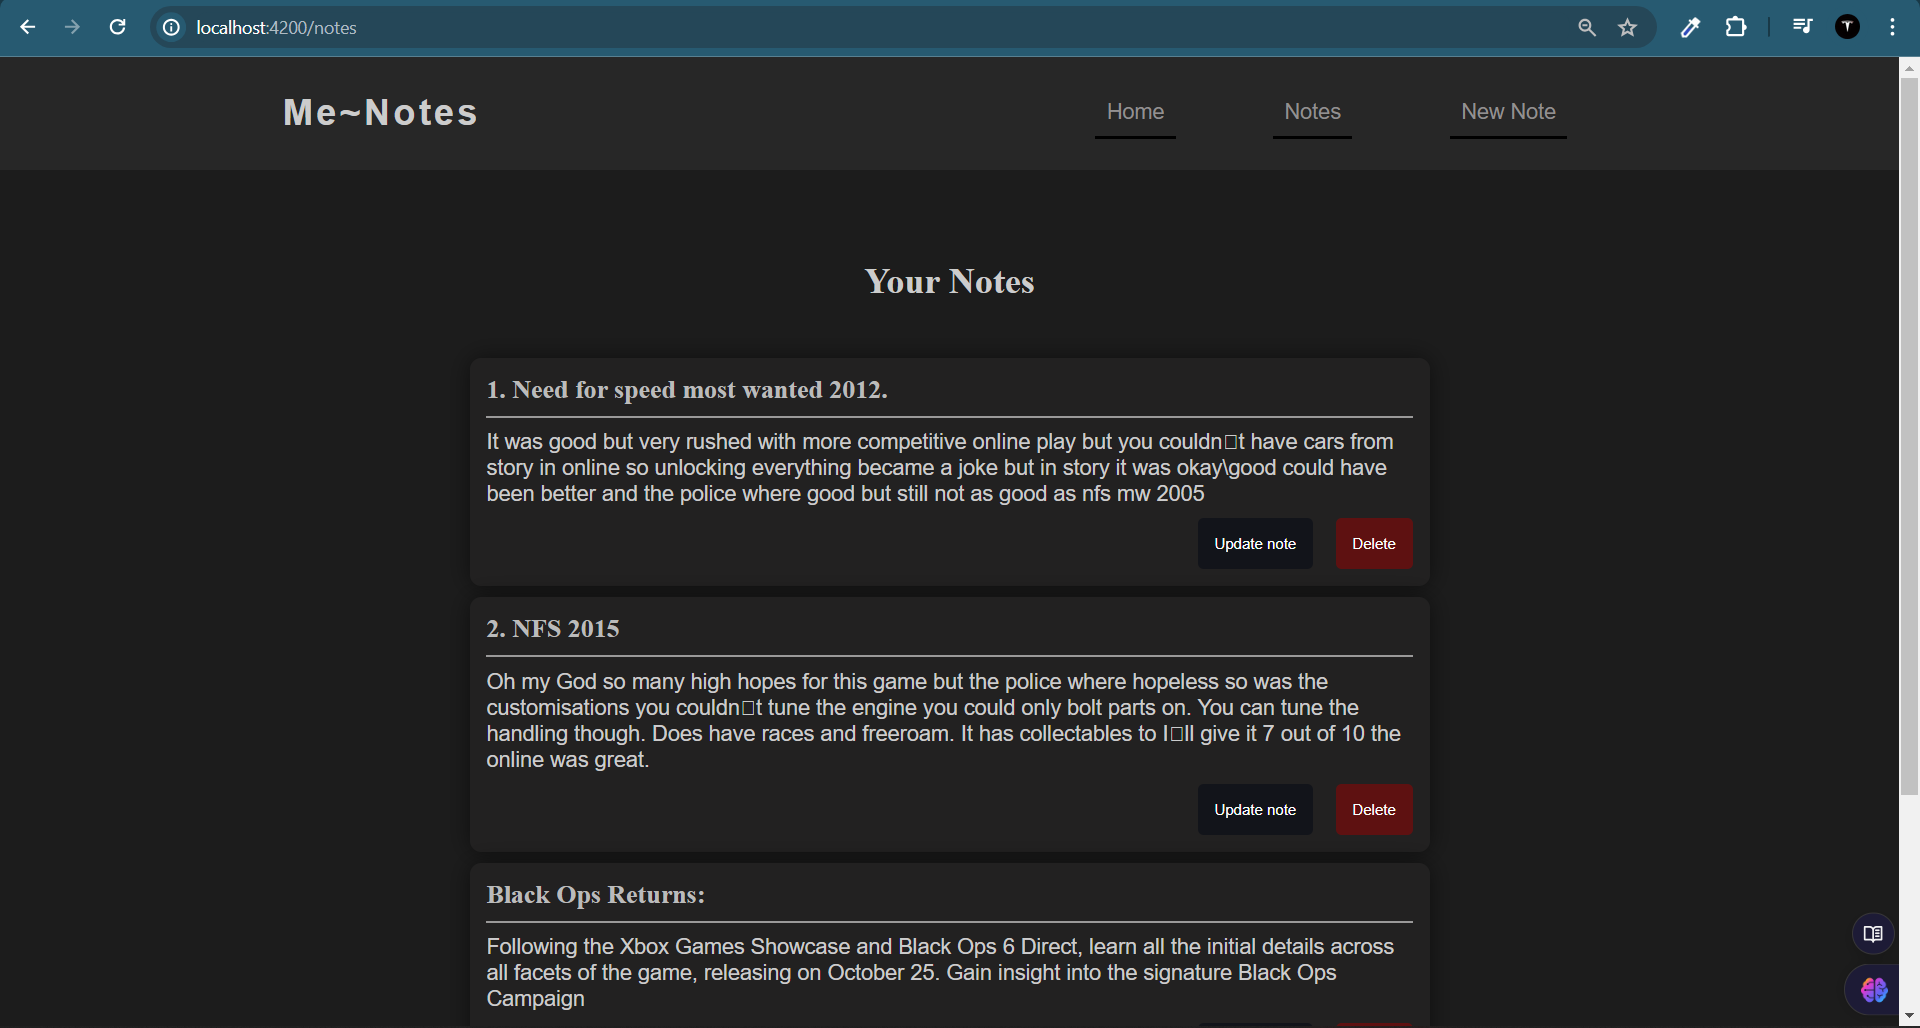 localhost:4200/notes
Me~Notes
Home
Notes
New Note
Your Notes
1. Need for speed most wanted 2012.
It was good but very rushed with more competitive online play but you couldn□t have cars from
story in online so unlocking everything became a joke but in story it was okay\good could have
been better and the police where good but still not as good as nfs mw 2005
Update note
Delete
2. NFS 2015
Oh my God so many high hopes for this game but the police where hopeless so was the
customisations you couldn□t tune the engine you could only bolt parts on. You can tune the
handling though. Does have races and freeroam. It has collectables to I□ll give it 7 out of 10 the
online was great.
Update note
Delete
Black Ops Returns:
Following the Xbox Games Showcase and Black Ops 6 Direct, learn all the initial details across
all facets of the game, releasing on October 25. Gain insight into the signature Black Ops
Campaign